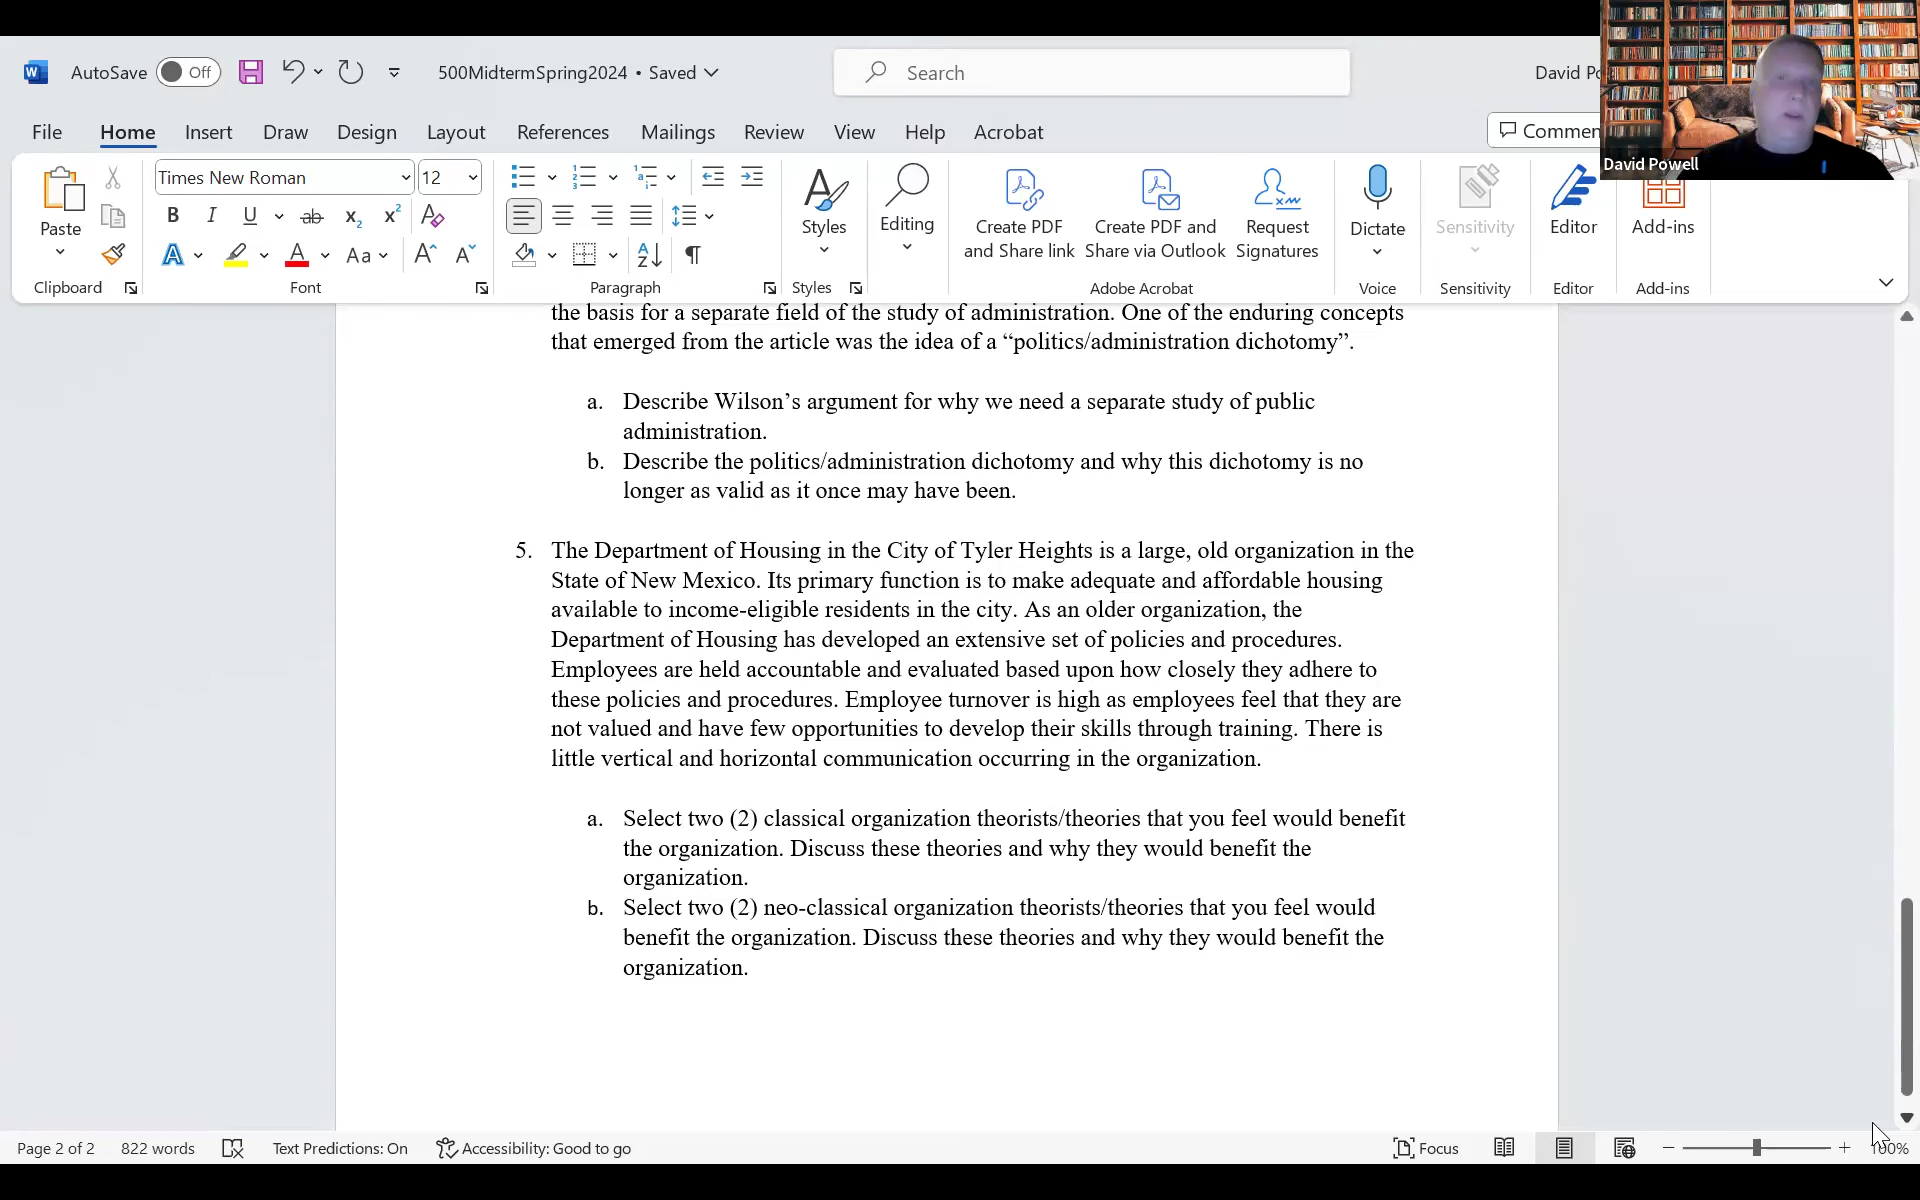 AutoSave Off 500MidtermSpring2024 • Saved Search David Po
File Home Insert Draw Design Layout References Mailings Review View Help Acrobat Commen
David Powell
Times New Roman 12
Paste Styles Editing Create PDF and Share link Create PDF and Share via Outlook Request Signatures Dictate Sensitivity Editor Add-ins
Clipboard Font Paragraph Styles Adobe Acrobat Voice Sensitivity Editor Add-ins
the basis for a separate field of the study of administration. One of the enduring concepts
that emerged from the article was the idea of a “politics/administration dichotomy”.
a. Describe Wilson’s argument for why we need a separate study of public
administration.
b. Describe the politics/administration dichotomy and why this dichotomy is no
longer as valid as it once may have been.
5. The Department of Housing in the City of Tyler Heights is a large, old organization in the
State of New Mexico. Its primary function is to make adequate and affordable housing
available to income-eligible residents in the city. As an older organization, the
Department of Housing has developed an extensive set of policies and procedures.
Employees are held accountable and evaluated based upon how closely they adhere to
these policies and procedures. Employee turnover is high as employees feel that they are
not valued and have few opportunities to develop their skills through training. There is
little vertical and horizontal communication occurring in the organization.
a. Select two (2) classical organization theorists/theories that you feel would benefit
the organization. Discuss these theories and why they would benefit the
organization.
b. Select two (2) neo-classical organization theorists/theories that you feel would
benefit the organization. Discuss these theories and why they would benefit the
organization.
Page 2 of 2 822 words Text Predictions: On Accessibility: Good to go Focus 100%